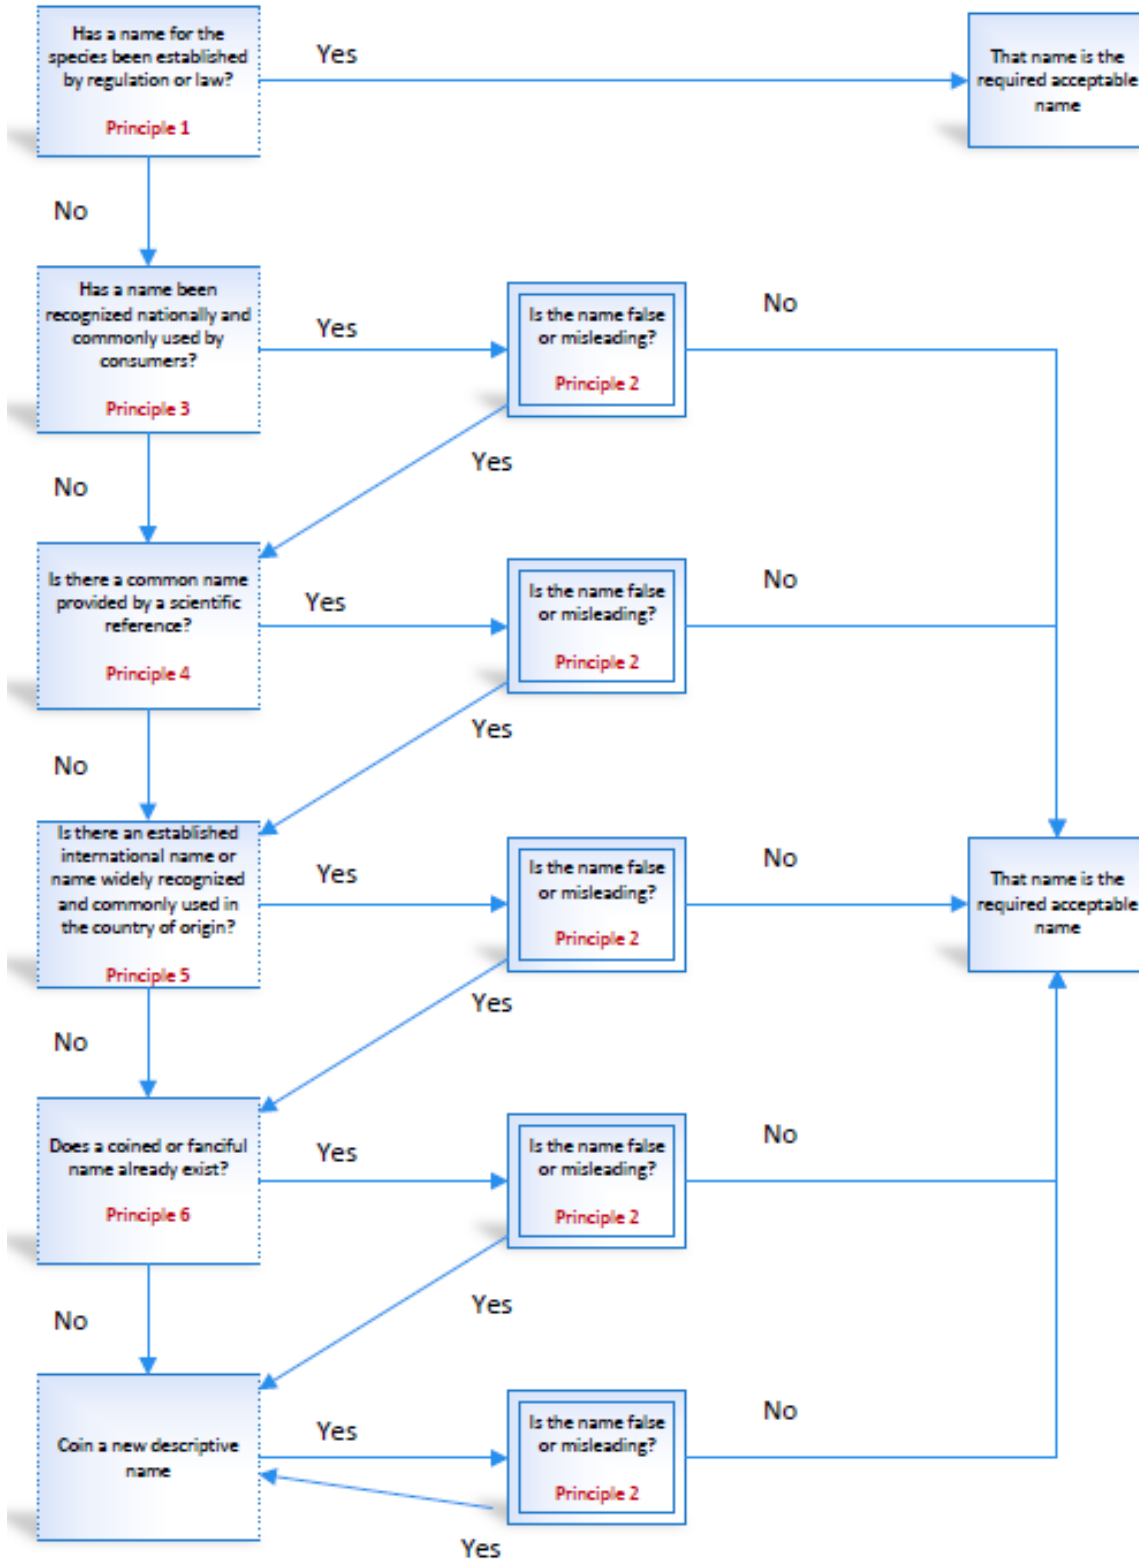 Has a name for the
species been established
by regulation or law?
Principle 1
Yes
That name is the
required acceptable
name
No
Has a name been
recognized nationally and
commonly used by
consumers?
Principle 3
Yes
Is the name false
or misleading?
Principle 2
No
Yes
No
Is there a common name
provided by a scientific
reference?
Principle 4
Yes
Is the name false
or misleading?
Principle 2
No
Yes
No
Is there an established
international name or
name widely recognized
and commonly used in
the country of origin?
Principle 5
Yes
Is the name false
or misleading?
Principle 2
No
That name is the
required acceptable
name
Yes
No
Does a coined or fanciful
name already exist?
Principle 6
Yes
Is the name false
or misleading?
Principle 2
No
Yes
No
Coin a new descriptive
name
Yes
Is the name false
or misleading?
Principle 2
No
Yes